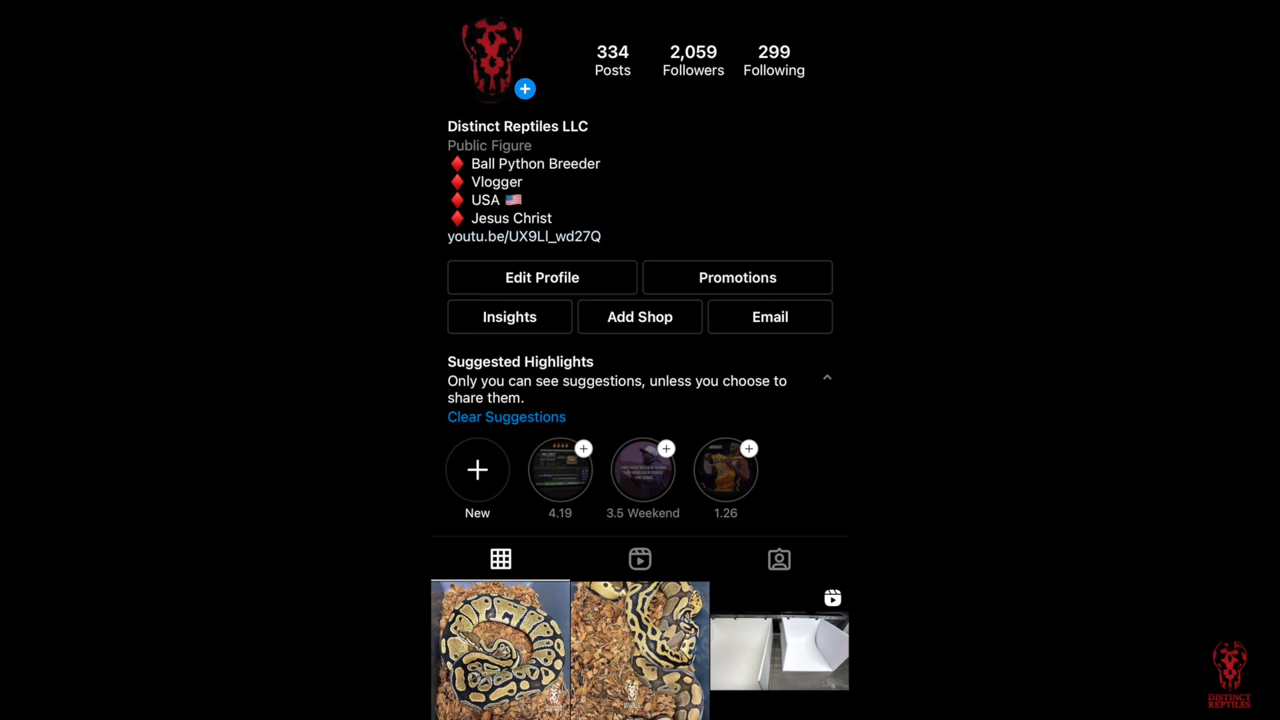 334
Posts
2,059
Followers
299
Following
Distinct Reptiles LLC
Public Figure
♦️ Ball Python Breeder
♦️ Vlogger
♦️ USA 🇺🇸
♦️ Jesus Christ
youtu.be/UX9LI_wd27Q
Edit Profile
Promotions
Insights
Add Shop
Email
Suggested Highlights
Only you can see suggestions, unless you choose to
share them.
Clear Suggestions
New
4.19
3.5 Weekend
1.26
DISTINCT
REPTILES